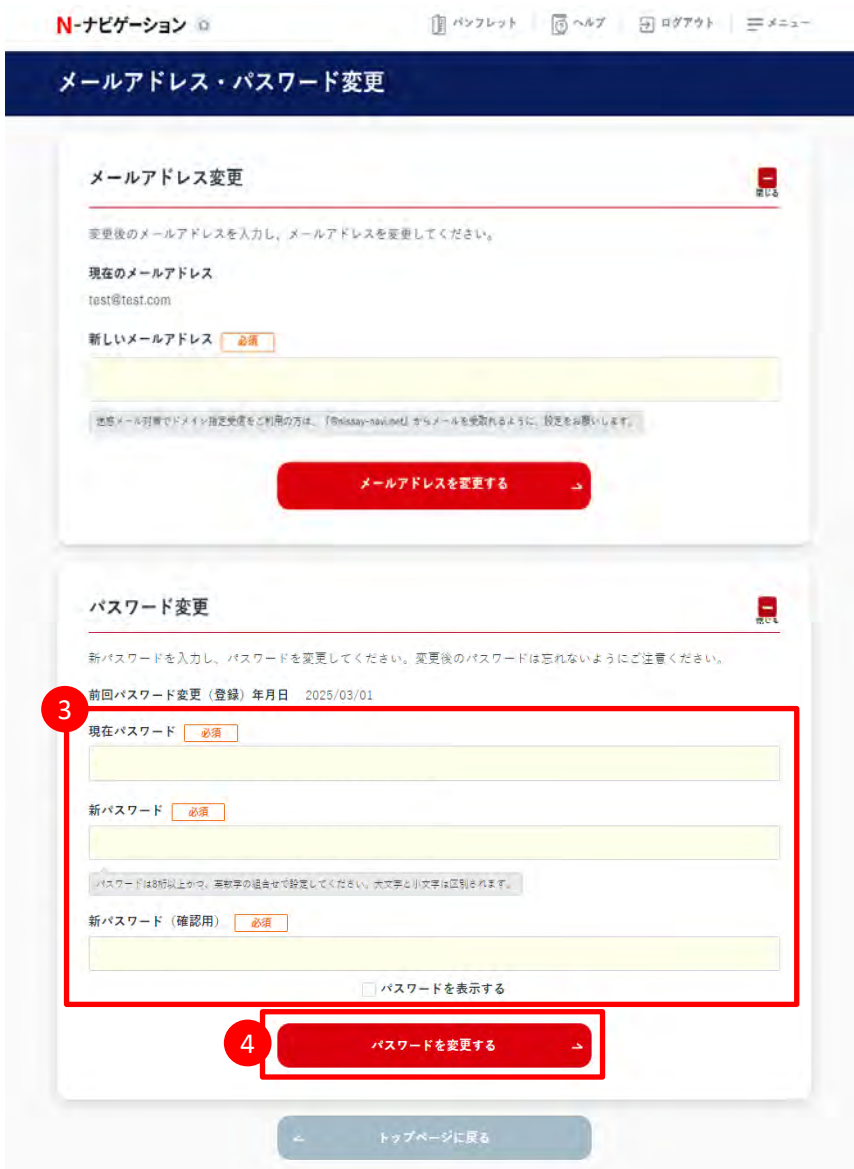 N-ナビゲーション
パンフレット
ヘルプ
ログアウト
メニュー
メールアドレス・パスワード変更
メールアドレス変更
閉じる
変更後のメールアドレスを入力し、メールアドレスを変更してください。
現在のメールアドレス
test@test.com
新しいメールアドレス 必須
迷惑メール対策でドメイン指定受信をご利用の方は、「@nissay-navi.net」からメールを受取れるように、設定をお願いします。
メールアドレスを変更する
パスワード変更
閉じる
新パスワードを入力し、パスワードを変更してください。変更後のパスワードは忘れないようにご注意ください。
前回パスワード変更（登録）年月日 2025/03/01
3
現在パスワード 必須
新パスワード 必須
パスワードは8桁以上かつ、英数字の組合せで設定してください。大文字と小文字は区別されます。
新パスワード（確認用） 必須
パスワードを表示する
4
パスワードを変更する
トップページに戻る